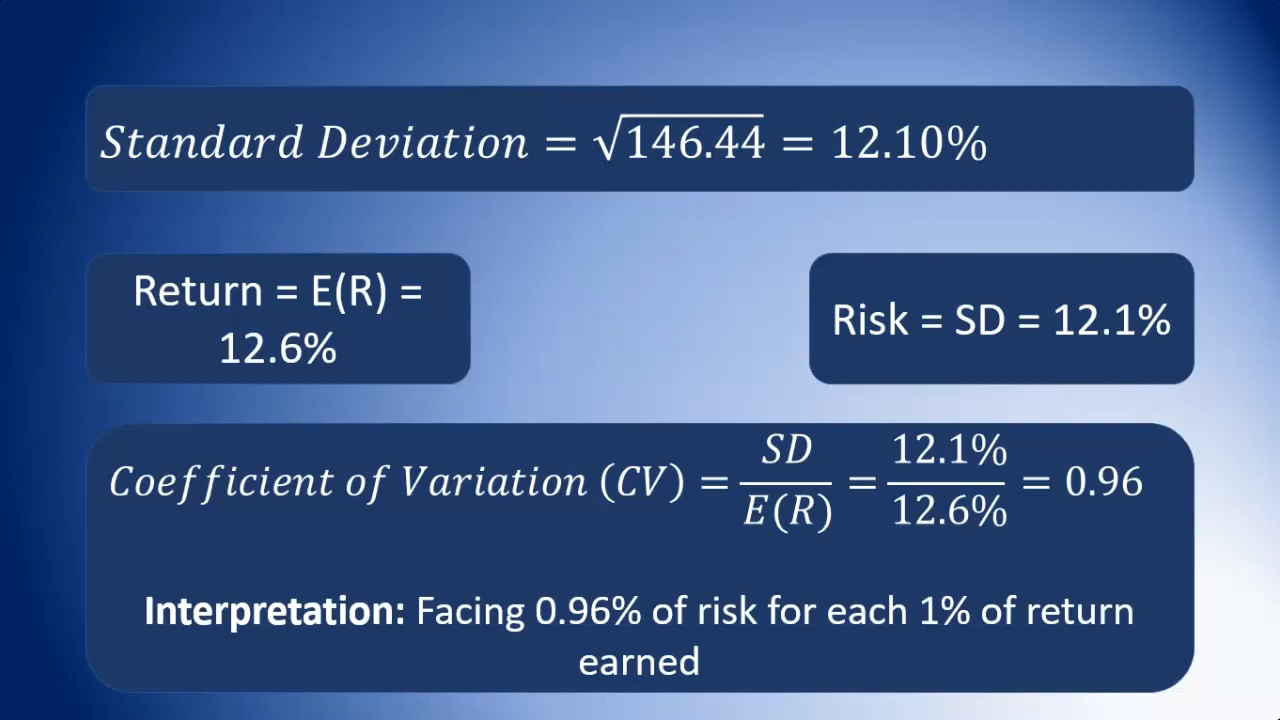 Standard Deviation = √146.44 = 12.10%
Return = E(R) =
12.6%
Risk = SD = 12.1%
Coefficient of Variation (CV) = SD/E(R) = 12.1%/12.6% = 0.96
Interpretation: Facing 0.96% of risk for each 1% of return
earned